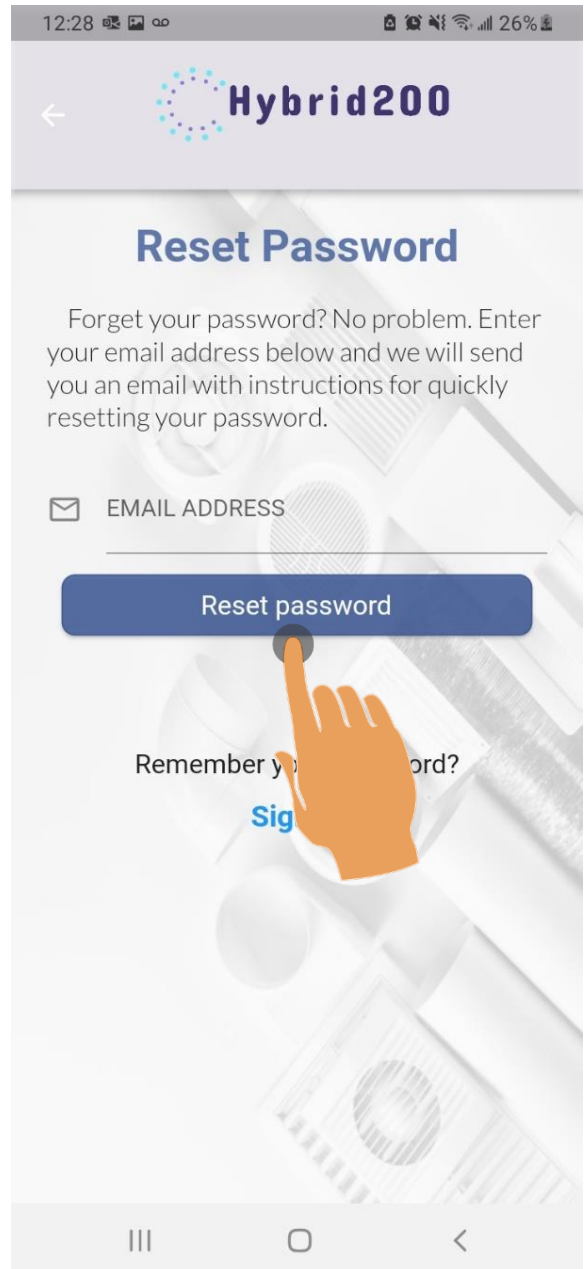 12:28
26%
Hybrid200
Reset Password
Forget your password? No problem. Enter
your email address below and we will send
you an email with instructions for quickly
resetting your password.
EMAIL ADDRESS
Reset password
Remember
Sig